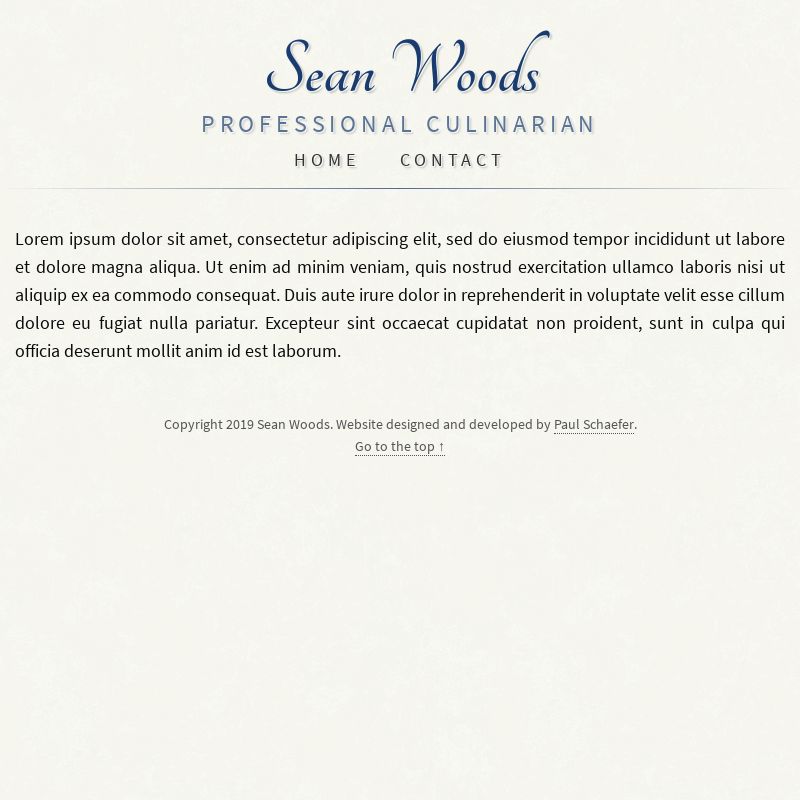 Sean Woods
PROFESSIONAL CULINARIAN
HOME CONTACT
Lorem ipsum dolor sit amet, consectetur adipiscing elit, sed do eiusmod tempor incididunt ut labore
et dolore magna aliqua. Ut enim ad minim veniam, quis nostrud exercitation ullamco laboris nisi ut
aliquip ex ea commodo consequat. Duis aute irure dolor in reprehenderit in voluptate velit esse cillum
dolore eu fugiat nulla pariatur. Excepteur sint occaecat cupidatat non proident, sunt in culpa qui
officia deserunt mollit anim id est laborum.
Copyright 2019 Sean Woods. Website designed and developed by Paul Schaefer.
Go to the top ↑